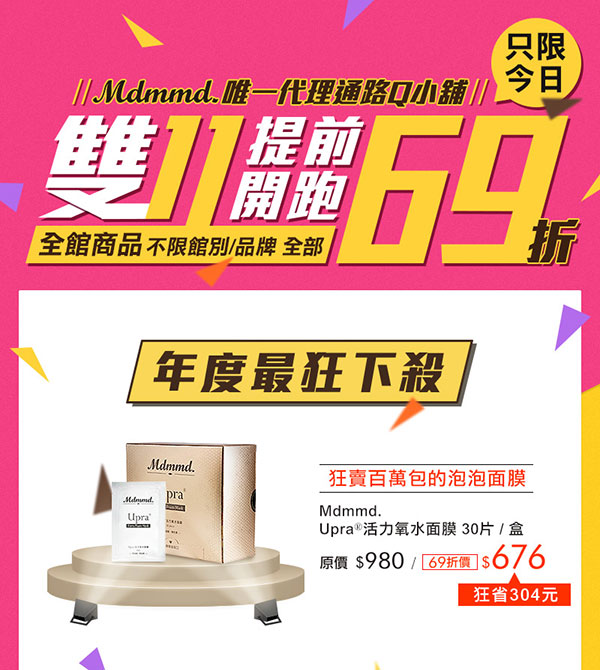 只限
今日
//Mdmmd.唯一代理通路Q小舖//
雙11提前開跑69折
全館商品 不限館別/品牌 全部
年度最狂下殺
Mdmmd.
Upra®
Mdmmd.
Upra®
狂賣百萬包的泡泡面膜
Mdmmd.
Upra®活力氧水面膜 30片 / 盒
原價 $980 / 69折價 $676
狂省304元